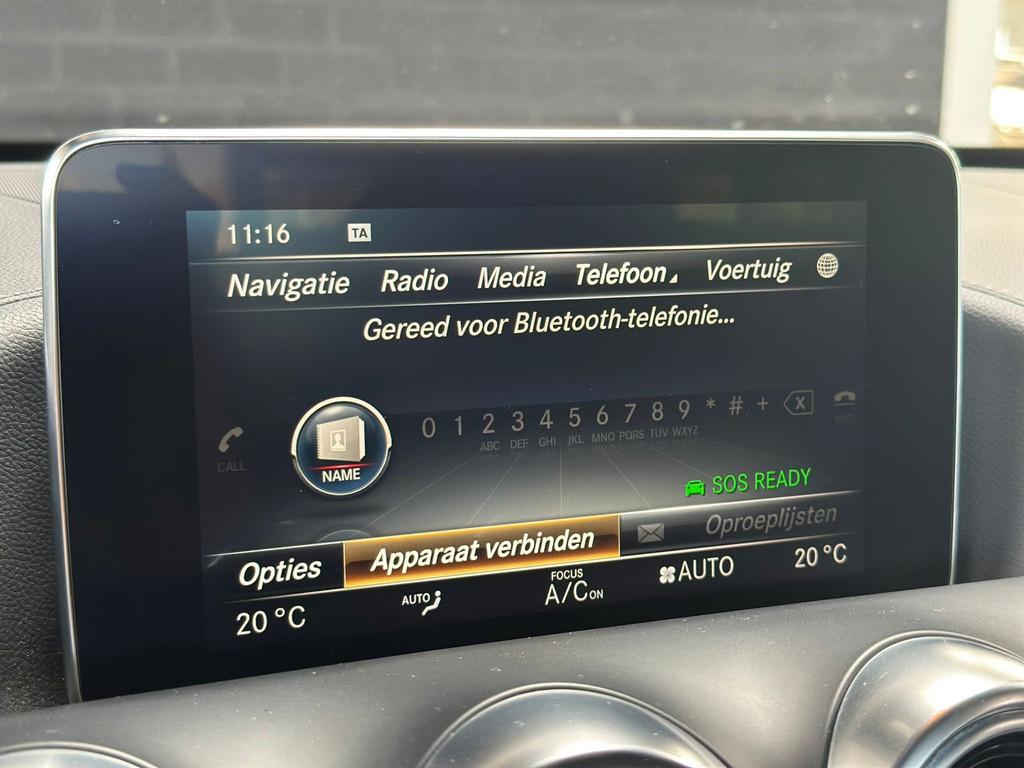 11:16 TA
Navigatie Radio Media Telefoon Voertuig
Gereed voor Bluetooth-telefonie...
0 1 2 3 4 5 6 7 8 9 * # + X
ABC DEF GHI JKL MNO PQRS TUV WXYZ
CALL
NAME
SOS READY
Opties Apparaat verbinden Oproeplijsten
20 °C AUTO FOCUS A/C ON AUTO 20 °C